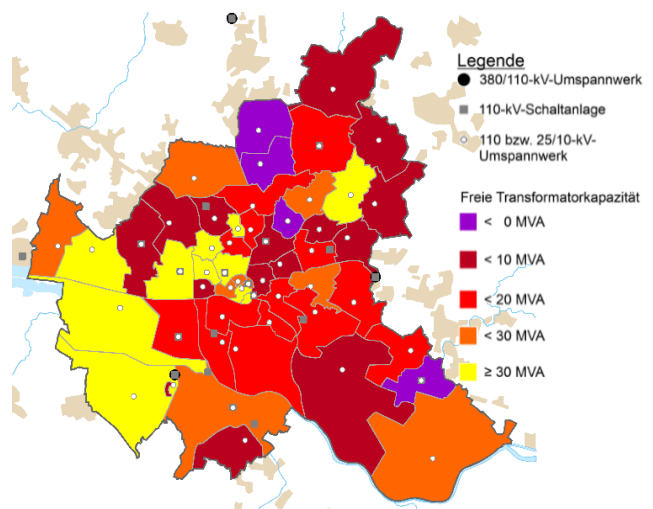 Legende
380/110-kV-Umspannwerk
110-kV-Schaltanlage
110 bzw. 25/10-kV-
Umspannwerk
Freie Transformatorkapazität
< 0 MVA
< 10 MVA
< 20 MVA
< 30 MVA
≥ 30 MVA